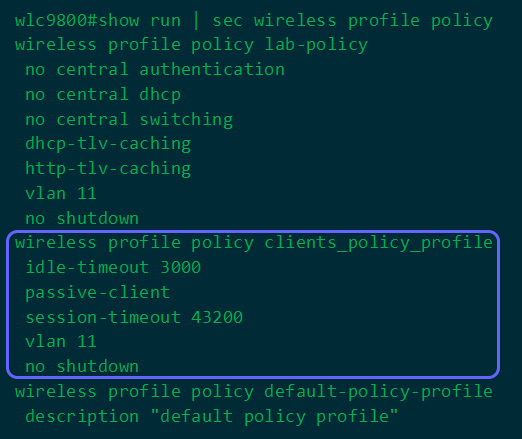 wlc9800#show run | sec wireless profile policy
wireless profile policy lab-policy
 no central authentication
 no central dhcp
 no central switching
 dhcp-tlv-caching
 http-tlv-caching
 vlan 11
 no shutdown
wireless profile policy clients_policy_profile
 idle-timeout 3000
 passive-client
 session-timeout 43200
 vlan 11
 no shutdown
wireless profile policy default-policy-profile
 description "default policy profile"